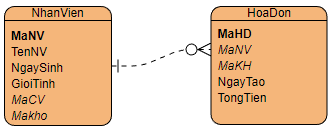 NhanVien
MaNV
TenNV
NgaySinh
GioiTinh
MaCV
Makho
HoaDon
MaHD
MaNV
MaKH
NgayTao
TongTien